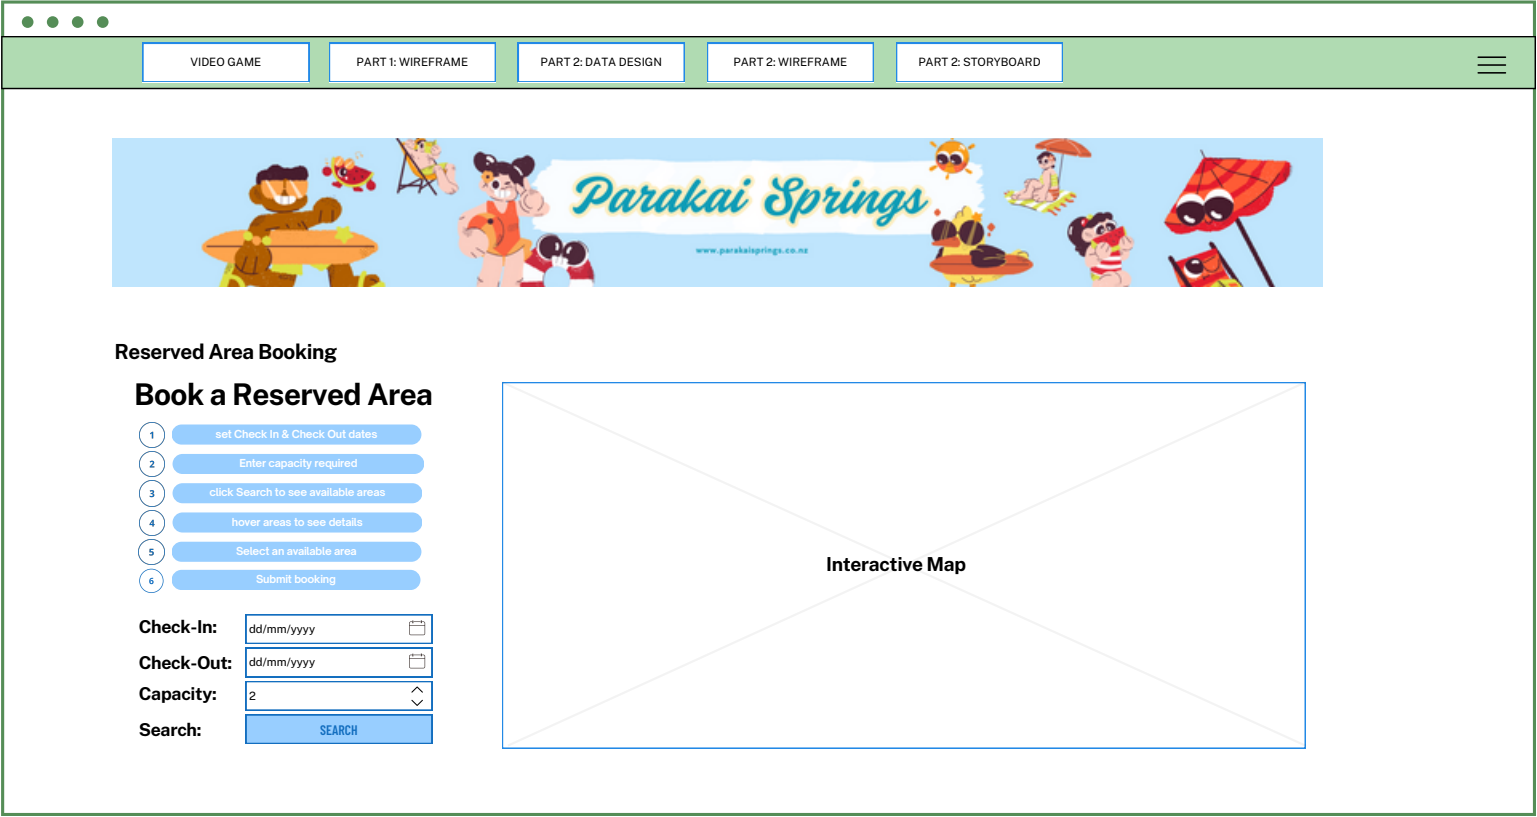 VIDEO GAME
PART 1: WIREFRAME
PART 2: DATA DESIGN
PART 2: WIREFRAME
PART 2: STORYBOARD
Parakai Springs
www.parakaisprings.co.nz
Reserved Area Booking
Book a Reserved Area
1 set Check In & Check Out dates
2 Enter capacity required
3 click Search to see available areas
4 hover areas to see details
5 Select an available area
6 Submit booking
Check-In: dd/mm/yyyy
Check-Out: dd/mm/yyyy
Capacity: 2
Search: SEARCH
Interactive Map